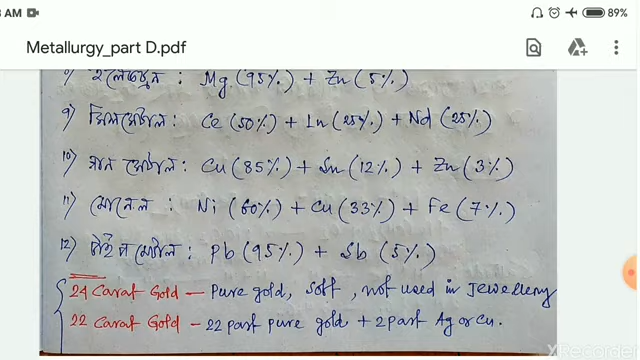 AM
89%
Metallurgy_part D.pdf
: Mg (95%) + Zn (5%)
9) মিশমেটাল: Ce (50%) + Ln (25%) + Nd (25%)
10) গান মেটাল: Cu (85%) + Sn (12%) + Zn (3%)
11) মোনেল: Ni (60%) + Cu (33%) + Fe (7%)
12) টাইপ মেটাল: Pb (95%) + Sb (5%)
24 Carat Gold - Pure gold, Soft, not used in Jewellery
22 Carat Gold - 22 part pure gold + 2 part Ag or Cu.
XRecorder